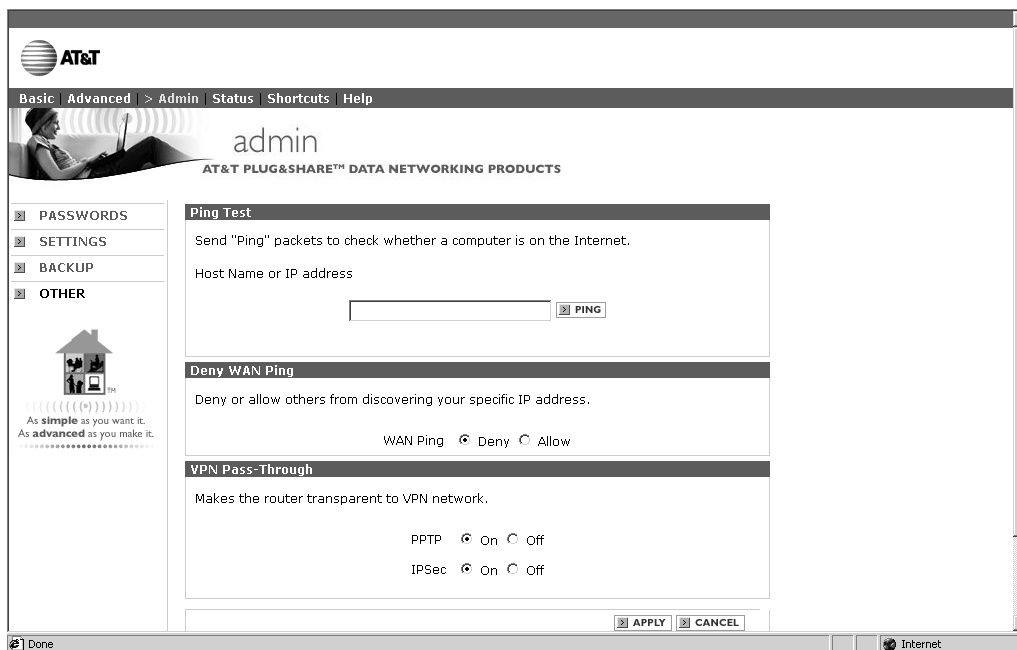 AT&T
Basic | Advanced | > Admin | Status | Shortcuts | Help
admin
AT&T PLUG&SHARE™ DATA NETWORKING PRODUCTS
PASSWORDS
SETTINGS
BACKUP
OTHER
TM
As simple as you want it.
As advanced as you make it.
Ping Test
Send "Ping" packets to check whether a computer is on the Internet.
Host Name or IP address
PING
Deny WAN Ping
Deny or allow others from discovering your specific IP address.
WAN Ping Deny Allow
VPN Pass-Through
Makes the router transparent to VPN network.
PPTP On Off
IPSec On Off
APPLY CANCEL
Done Internet